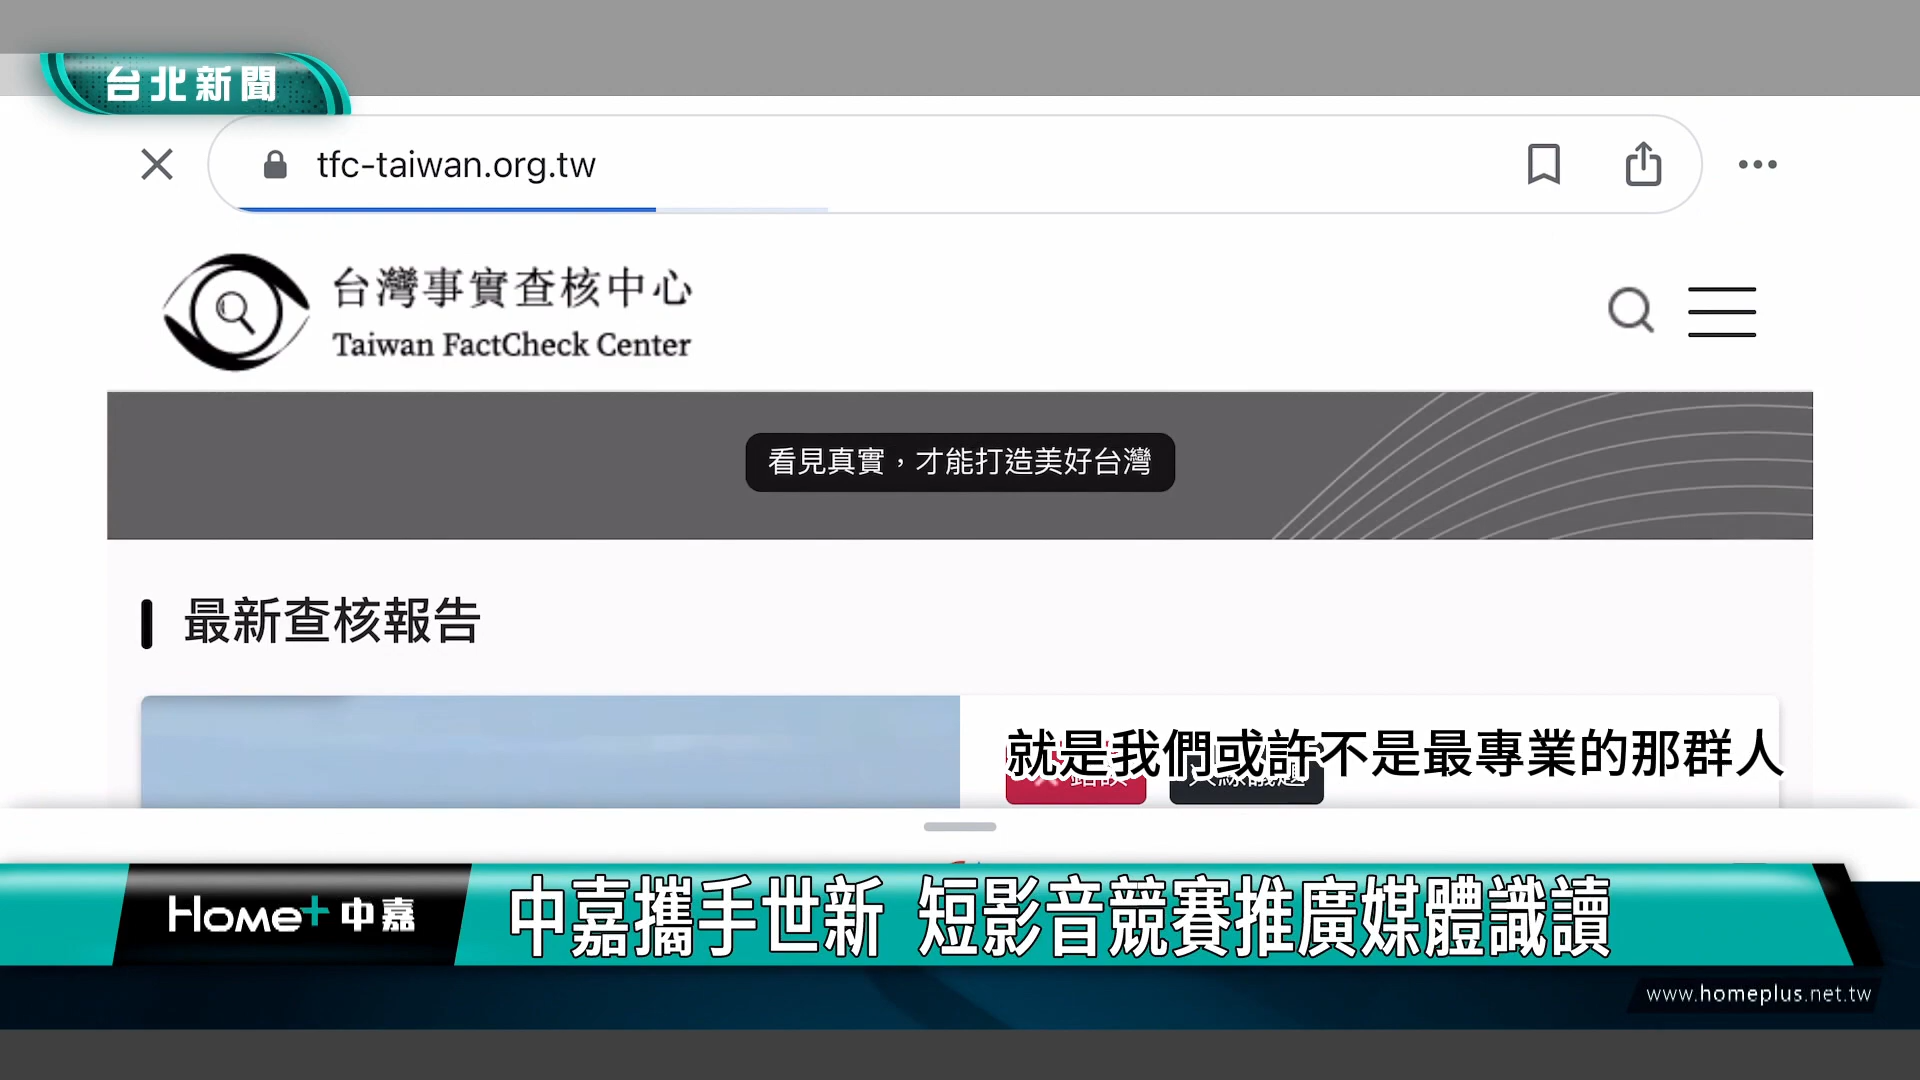 台北新聞
tfc-taiwan.org.tw
台灣事實查核中心
Taiwan FactCheck Center
看見真實，才能打造美好台灣
最新查核報告
就是我們或許不是最專業的那群人
Home+ 中嘉
中嘉攜手世新 短影音競賽推廣媒體識讀
www.homeplus.net.tw